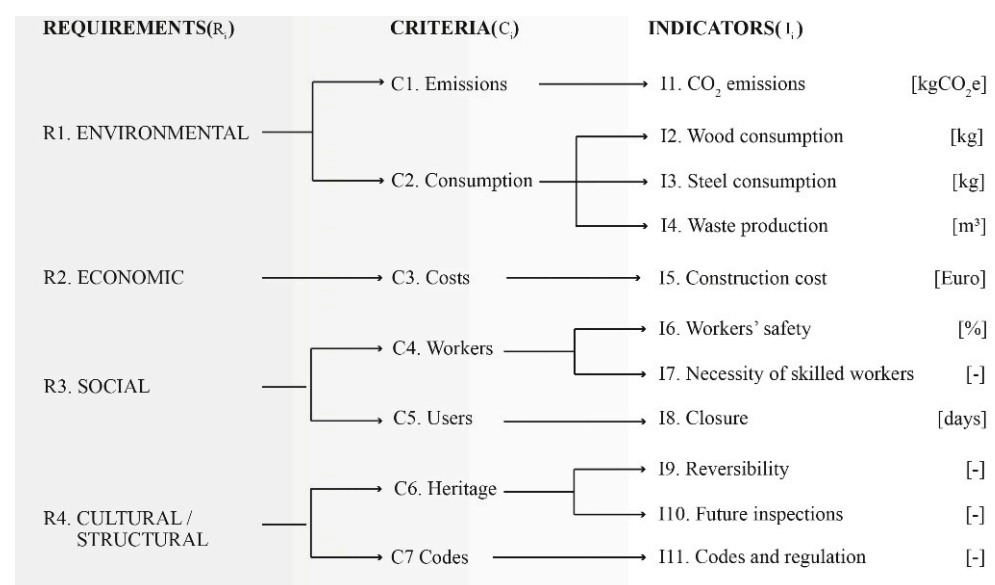 REQUIREMENTS(Ri) CRITERIA(Ci) INDICATORS( Ii )
C1. Emissions I1. CO2 emissions [kgCO2e]
R1. ENVIRONMENTAL I2. Wood consumption [kg]
C2. Consumption I3. Steel consumption [kg]
I4. Waste production [m³]
R2. ECONOMIC C3. Costs I5. Construction cost [Euro]
I6. Workers’ safety [%]
C4. Workers
I7. Necessity of skilled workers [-]
R3. SOCIAL
C5. Users I8. Closure [days]
I9. Reversibility [-]
C6. Heritage
R4. CULTURAL / I10. Future inspections [-]
STRUCTURAL
C7 Codes I11. Codes and regulation [-]